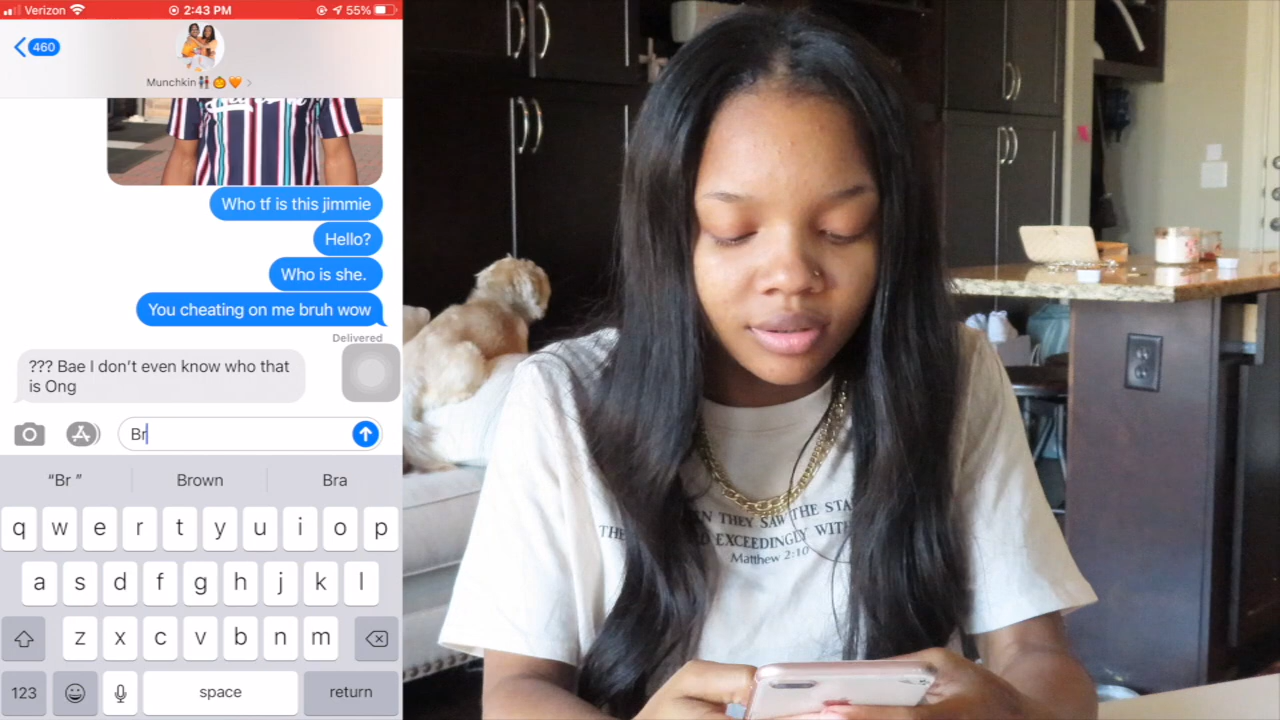 Verizon 2:43 PM 55%
460
Munchkin
Who tf is this jimmie
Hello?
Who is she.
You cheating on me bruh wow
Delivered
??? Bae I don’t even know who that
is Ong
Br
“Br ” Brown Bra
q w e r t y u i o p
a s d f g h j k l
z x c v b n m
123 space return
THEY SAW THE STA
THE EXCEEDINGLY WITH
Matthew 2:10